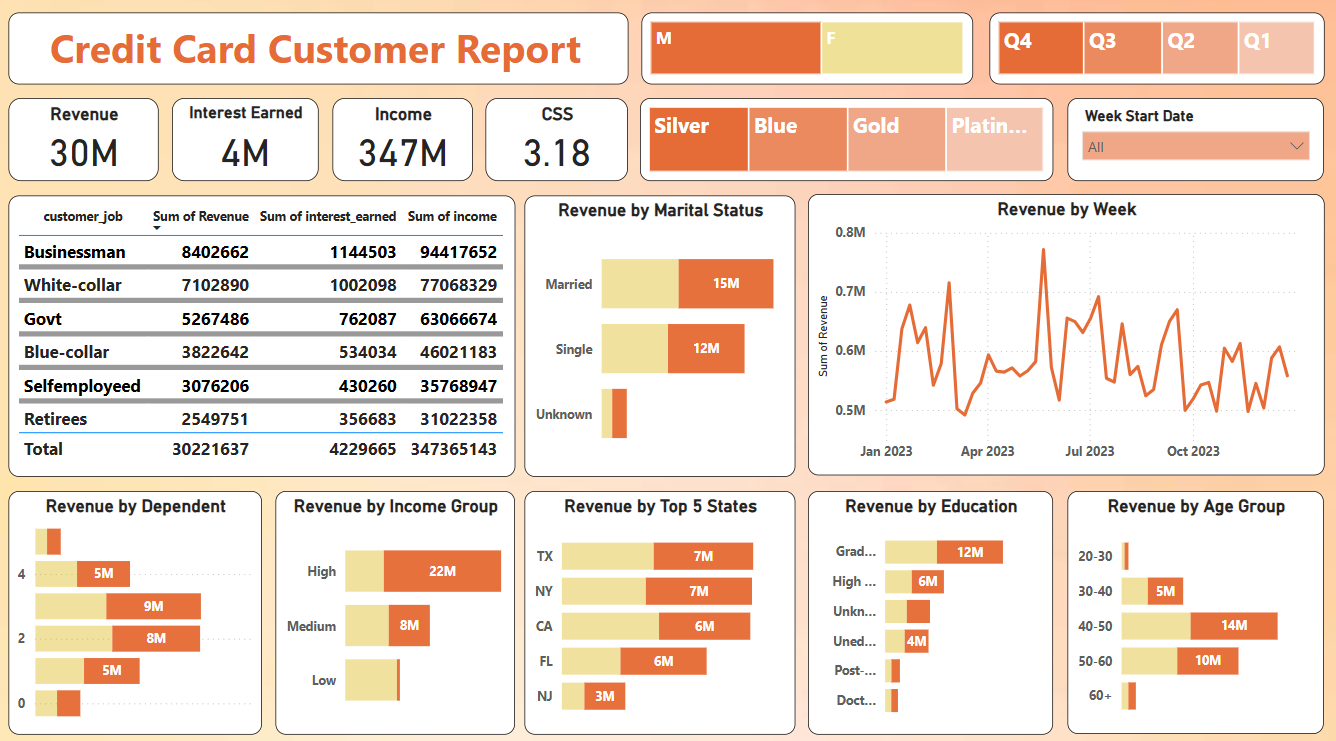 Credit Card Customer Report
M
F
Q4
Q3
Q2
Q1
Revenue
30M
Interest Earned
4M
Income
347M
CSS
3.18
Silver
Blue
Gold
Platin...
Week Start Date
All
customer_job Sum of Revenue Sum of interest_earned Sum of income
Businessman 8402662 1144503 94417652
White-collar 7102890 1002098 77068329
Govt 5267486 762087 63066674
Blue-collar 3822642 534034 46021183
Selfemployeed 3076206 430260 35768947
Retirees 2549751 356683 31022358
Total 30221637 4229665 347365143
Revenue by Marital Status
Married 15M
Single 12M
Unknown
Revenue by Week
Sum of Revenue
0.8M
0.7M
0.6M
0.5M
Jan 2023 Apr 2023 Jul 2023 Oct 2023
Revenue by Dependent
4 5M
9M
2 8M
5M
0
Revenue by Income Group
High 22M
Medium 8M
Low
Revenue by Top 5 States
TX 7M
NY 7M
CA 6M
FL 6M
NJ 3M
Revenue by Education
Grad... 12M
High ... 6M
Unkn...
Uned... 4M
Post-...
Doct...
Revenue by Age Group
20-30
30-40 5M
40-50 14M
50-60 10M
60+